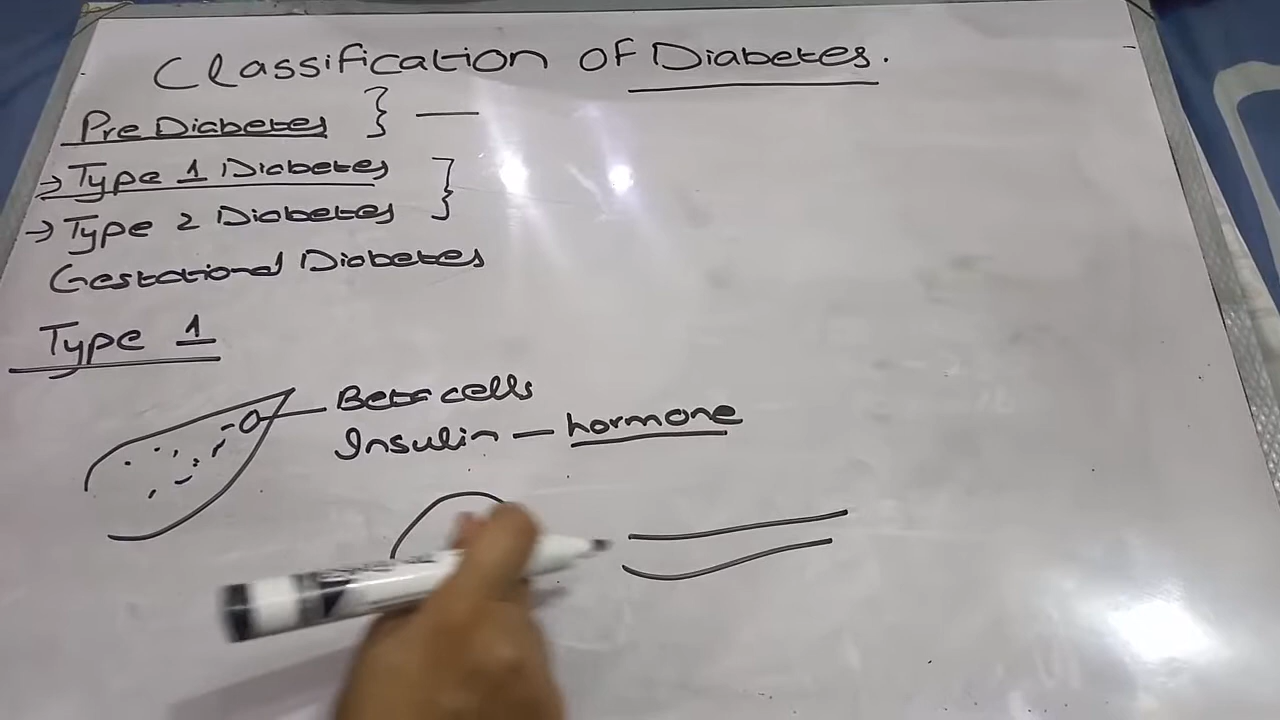 Classification of Diabetes.
Pre Diabetes } —
→ Type 1 Diabetes }
→ Type 2 Diabetes
Gestational Diabetes
Type 1
Beta cells
Insulin — hormone